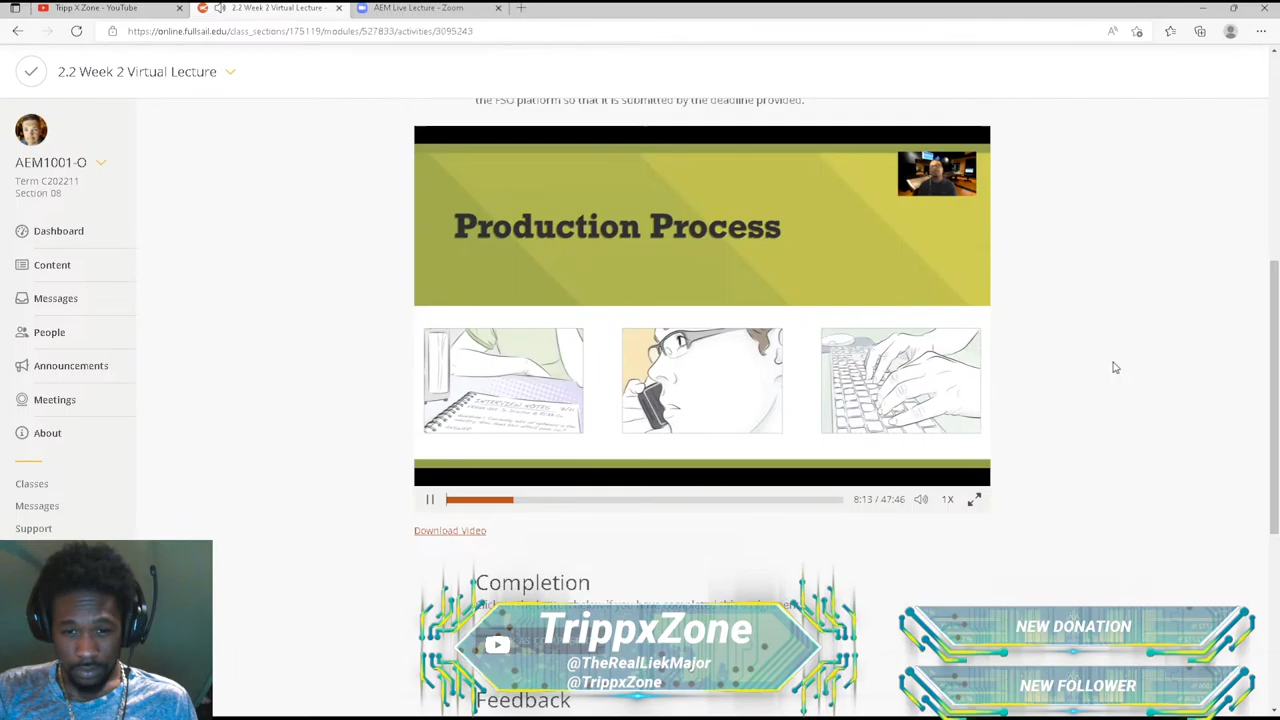 Tripp X Zone - YouTube
2.2 Week 2 Virtual Lecture -
AEM Live Lecture - Zoom
https://online.fullsail.edu/class_sections/175119/modules/527833/activities/3095243
2.2 Week 2 Virtual Lecture
the FSO platform so that it is submitted by the deadline provided.
AEM1001-O
Term C202211
Section 08
Dashboard
Content
Messages
People
Announcements
Meetings
About
Classes
Messages
Support
Production Process
INTERVIEW NOTES
8:13 / 47:46
1X
Download Video
Completion
TrippxZone
@TheRealLiekMajor
@TrippxZone
NEW DONATION
NEW FOLLOWER
Feedback